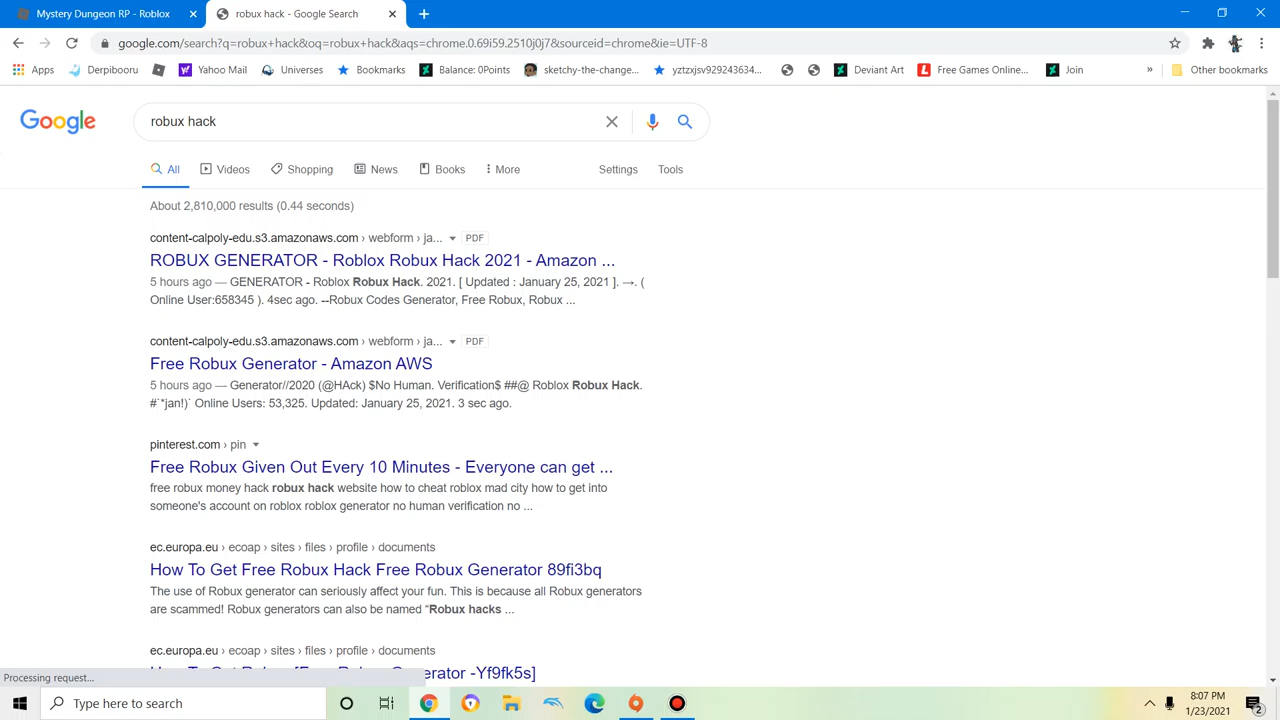 Mystery Dungeon RP - Roblox
robux hack - Google Search
google.com/search?q=robux+hack&oq=robux+hack&aqs=chrome.0.69i59.2510j0j7&sourceid=chrome&ie=UTF-8
Apps Derpibooru Yahoo Mail Universes Bookmarks Balance: 0Points sketchy-the-change... yztzxjsv929243634... Deviant Art Free Games Online... Join » Other bookmarks
Google
robux hack
All Videos Shopping News Books More Settings Tools
About 2,810,000 results (0.44 seconds)
content-calpoly-edu.s3.amazonaws.com › webform › ja... PDF
ROBUX GENERATOR - Roblox Robux Hack 2021 - Amazon ...
5 hours ago — GENERATOR - Roblox Robux Hack. 2021. [ Updated : January 25, 2021 ]. →. (
Online User:658345 ). 4sec ago. --Robux Codes Generator, Free Robux, Robux ...
content-calpoly-edu.s3.amazonaws.com › webform › ja... PDF
Free Robux Generator - Amazon AWS
5 hours ago — Generator//2020 (@HAck) $No Human. Verification$ ##@ Roblox Robux Hack.
#`*jan!)` Online Users: 53,325. Updated: January 25, 2021. 3 sec ago.
pinterest.com › pin
Free Robux Given Out Every 10 Minutes - Everyone can get ...
free robux money hack robux hack website how to cheat roblox mad city how to get into
someone's account on roblox roblox generator no human verification no ...
ec.europa.eu › ecoap › sites › files › profile › documents
How To Get Free Robux Hack Free Robux Generator 89fi3bq
The use of Robux generator can seriously affect your fun. This is because all Robux generators
are scammed! Robux generators can also be named “Robux hacks ...
ec.europa.eu › ecoap › sites › files › profile › documents
How To Get Robux [Free Robux Generator -Yf9fk5s]
Processing request...
Type here to search
8:07 PM
1/23/2021
2